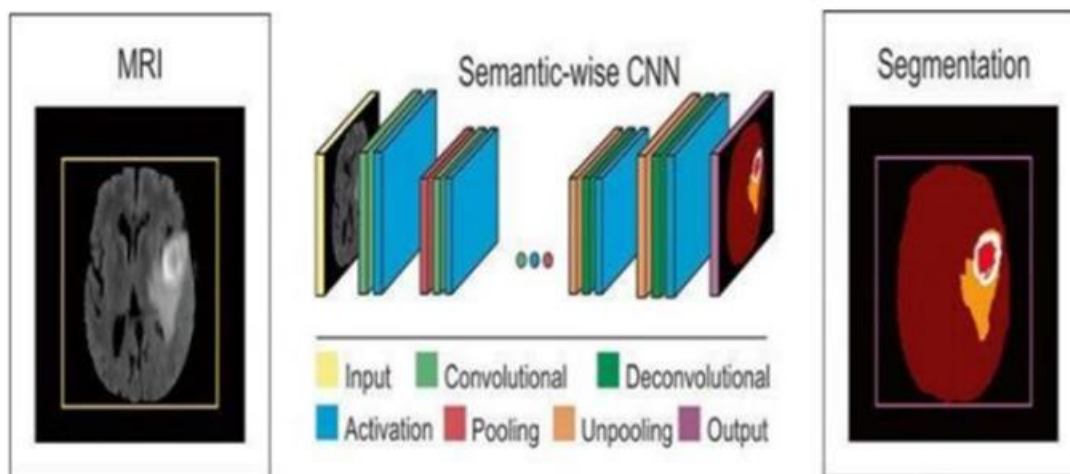 MRI
Semantic-wise CNN
Segmentation
Input Convolutional Deconvolutional
Activation Pooling Unpooling Output